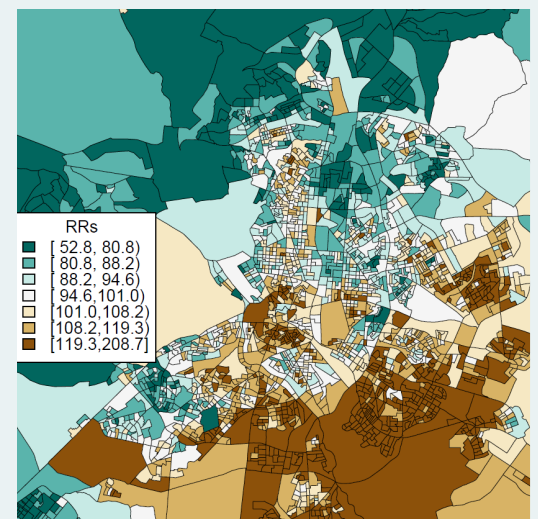 RRs
[ 52.8, 80.8)
[ 80.8, 88.2)
[ 88.2, 94.6)
[ 94.6,101.0)
[101.0,108.2)
[108.2,119.3)
[119.3,208.7]